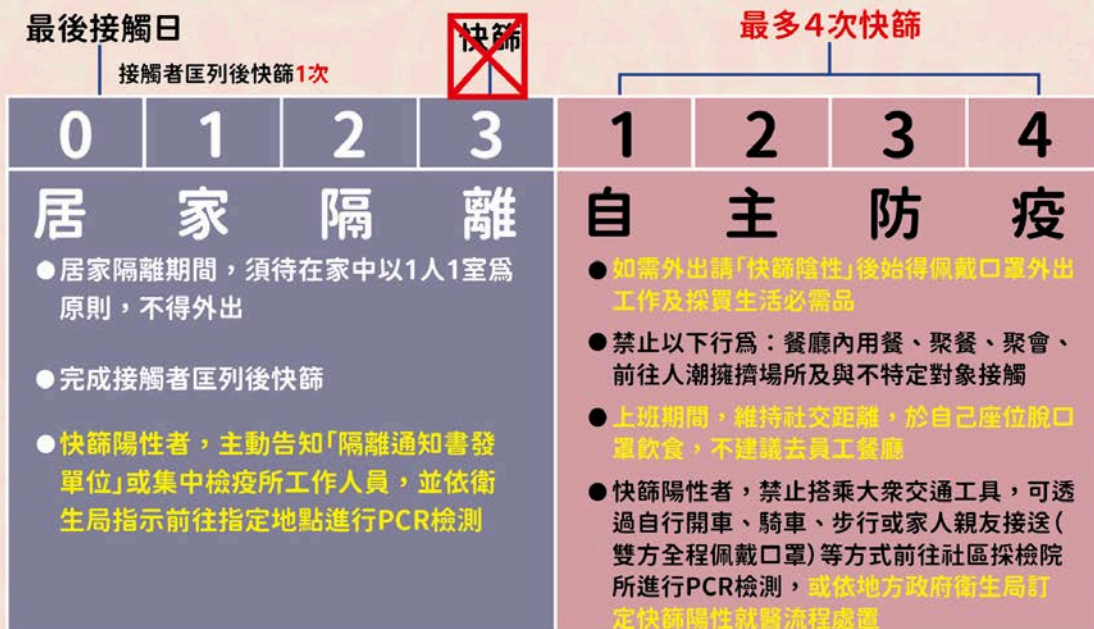 最後接觸日
接觸者匡列後快篩1次
快篩
最多4次快篩
0 1 2 3 1 2 3 4
居家隔離
●居家隔離期間，須待在家中以1人1室為
原則，不得外出
●完成接觸者匡列後快篩
●快篩陽性者，主動告知「隔離通知書發
單位」或集中檢疫所工作人員，並依衛
生局指示前往指定地點進行PCR檢測
自主防疫
●如需外出請「快篩陰性」後始得佩戴口罩外出
工作及採買生活必需品
●禁止以下行為：餐廳內用餐、聚餐、聚會、
前往人潮擁擠場所及與不特定對象接觸
●上班期間，維持社交距離，於自己座位脫口
罩飲食，不建議去員工餐廳
●快篩陽性者，禁止搭乘大眾交通工具，可透
過自行開車、騎車、步行或家人親友接送(
雙方全程佩戴口罩)等方式前往社區採檢院
所進行PCR檢測，或依地方政府衛生局訂
定快篩陽性就醫流程處置